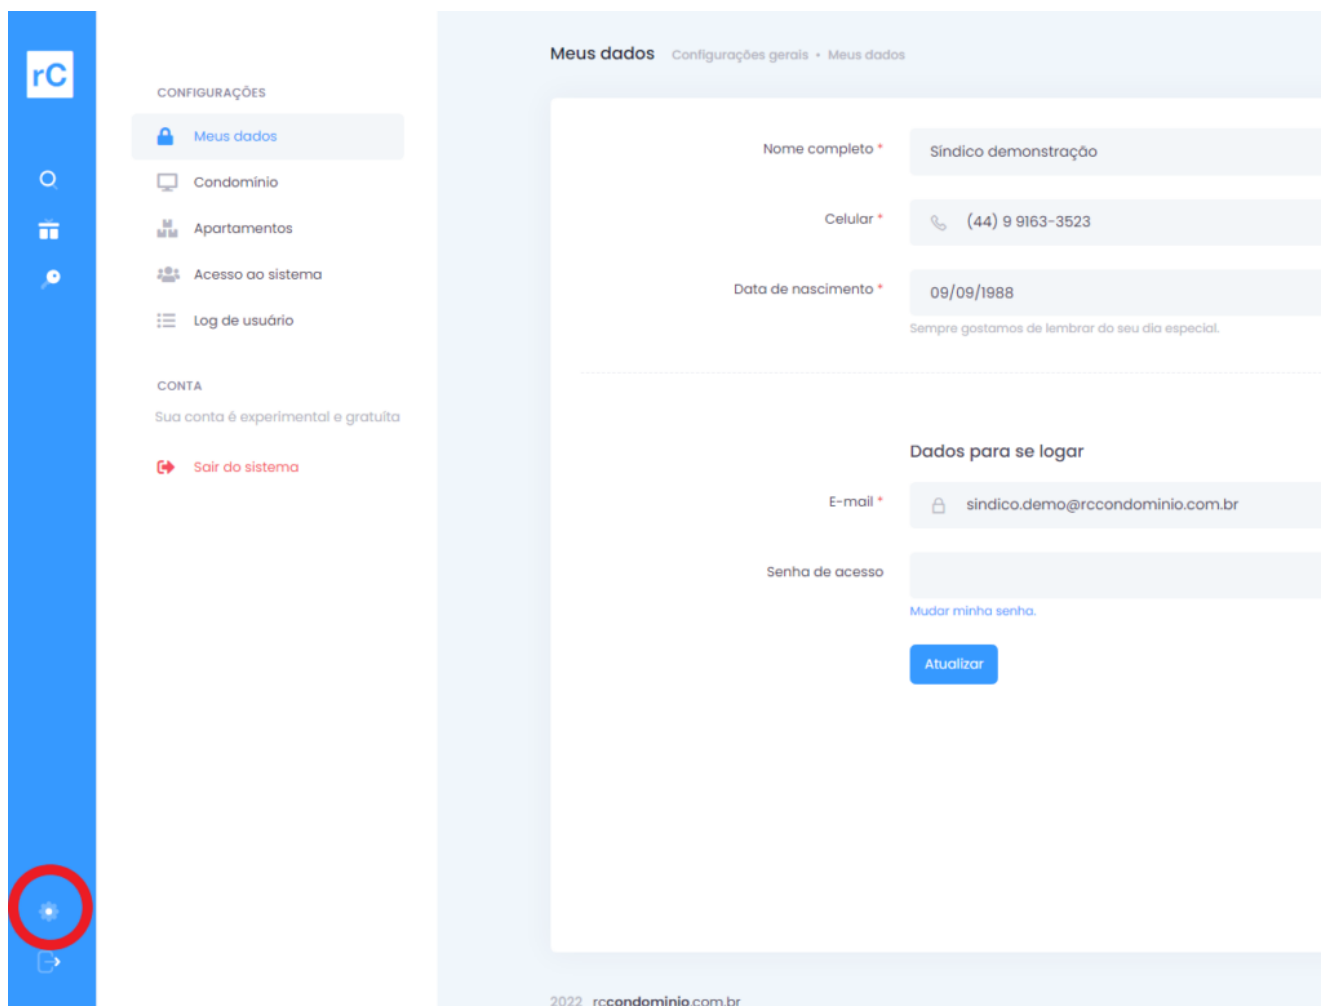 rC
CONFIGURAÇÕES
Meus dados
Condomínio
Apartamentos
Acesso ao sistema
Log de usuário
CONTA
Sua conta é experimental e gratuita
Sair do sistema
Meus dados Configurações gerais • Meus dados
Nome completo * Síndico demonstração
Celular * (44) 9 9163-3523
Data de nascimento * 09/09/1988
Sempre gostamos de lembrar do seu dia especial.
Dados para se logar
E-mail * sindico.demo@rccondominio.com.br
Senha de acesso
Mudar minha senha.
Atualizar
2022 rccondominio.com.br